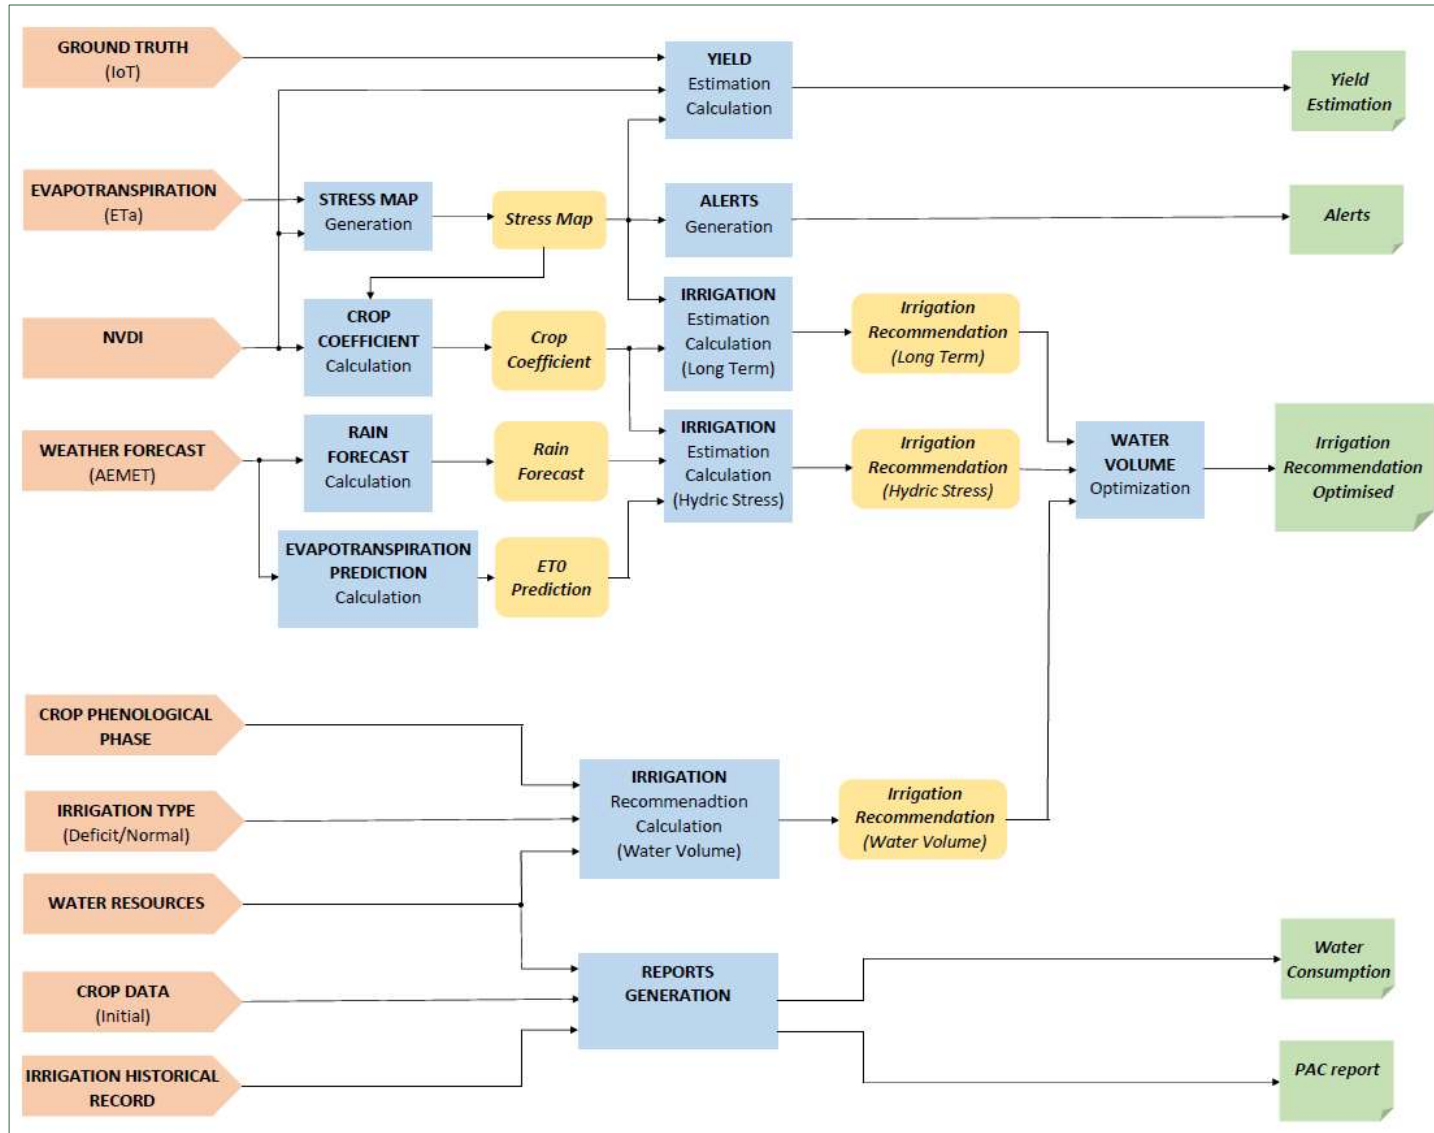 GROUND TRUTH
(IoT)
YIELD
Estimation
Calculation
Yield
Estimation
EVAPOTRANSPIRATION
(ETa)
STRESS MAP
Generation
Stress Map
ALERTS
Generation
Alerts
NVDI
CROP
COEFFICIENT
Calculation
Crop
Coefficient
IRRIGATION
Estimation
Calculation
(Long Term)
Irrigation
Recommendation
(Long Term)
WEATHER FORECAST
(AEMET)
RAIN
FORECAST
Calculation
Rain
Forecast
IRRIGATION
Estimation
Calculation
(Hydric Stress)
Irrigation
Recommendation
(Hydric Stress)
WATER
VOLUME
Optimization
Irrigation
Recommendation
Optimised
EVAPOTRANSPIRATION
PREDICTION
Calculation
ET0
Prediction
CROP PHENOLOGICAL
PHASE
IRRIGATION TYPE
(Deficit/Normal)
IRRIGATION
Recommenadtion
Calculation
(Water Volume)
Irrigation
Recommendation
(Water Volume)
WATER RESOURCES
CROP DATA
(Initial)
REPORTS
GENERATION
Water
Consumption
IRRIGATION HISTORICAL
RECORD
PAC report